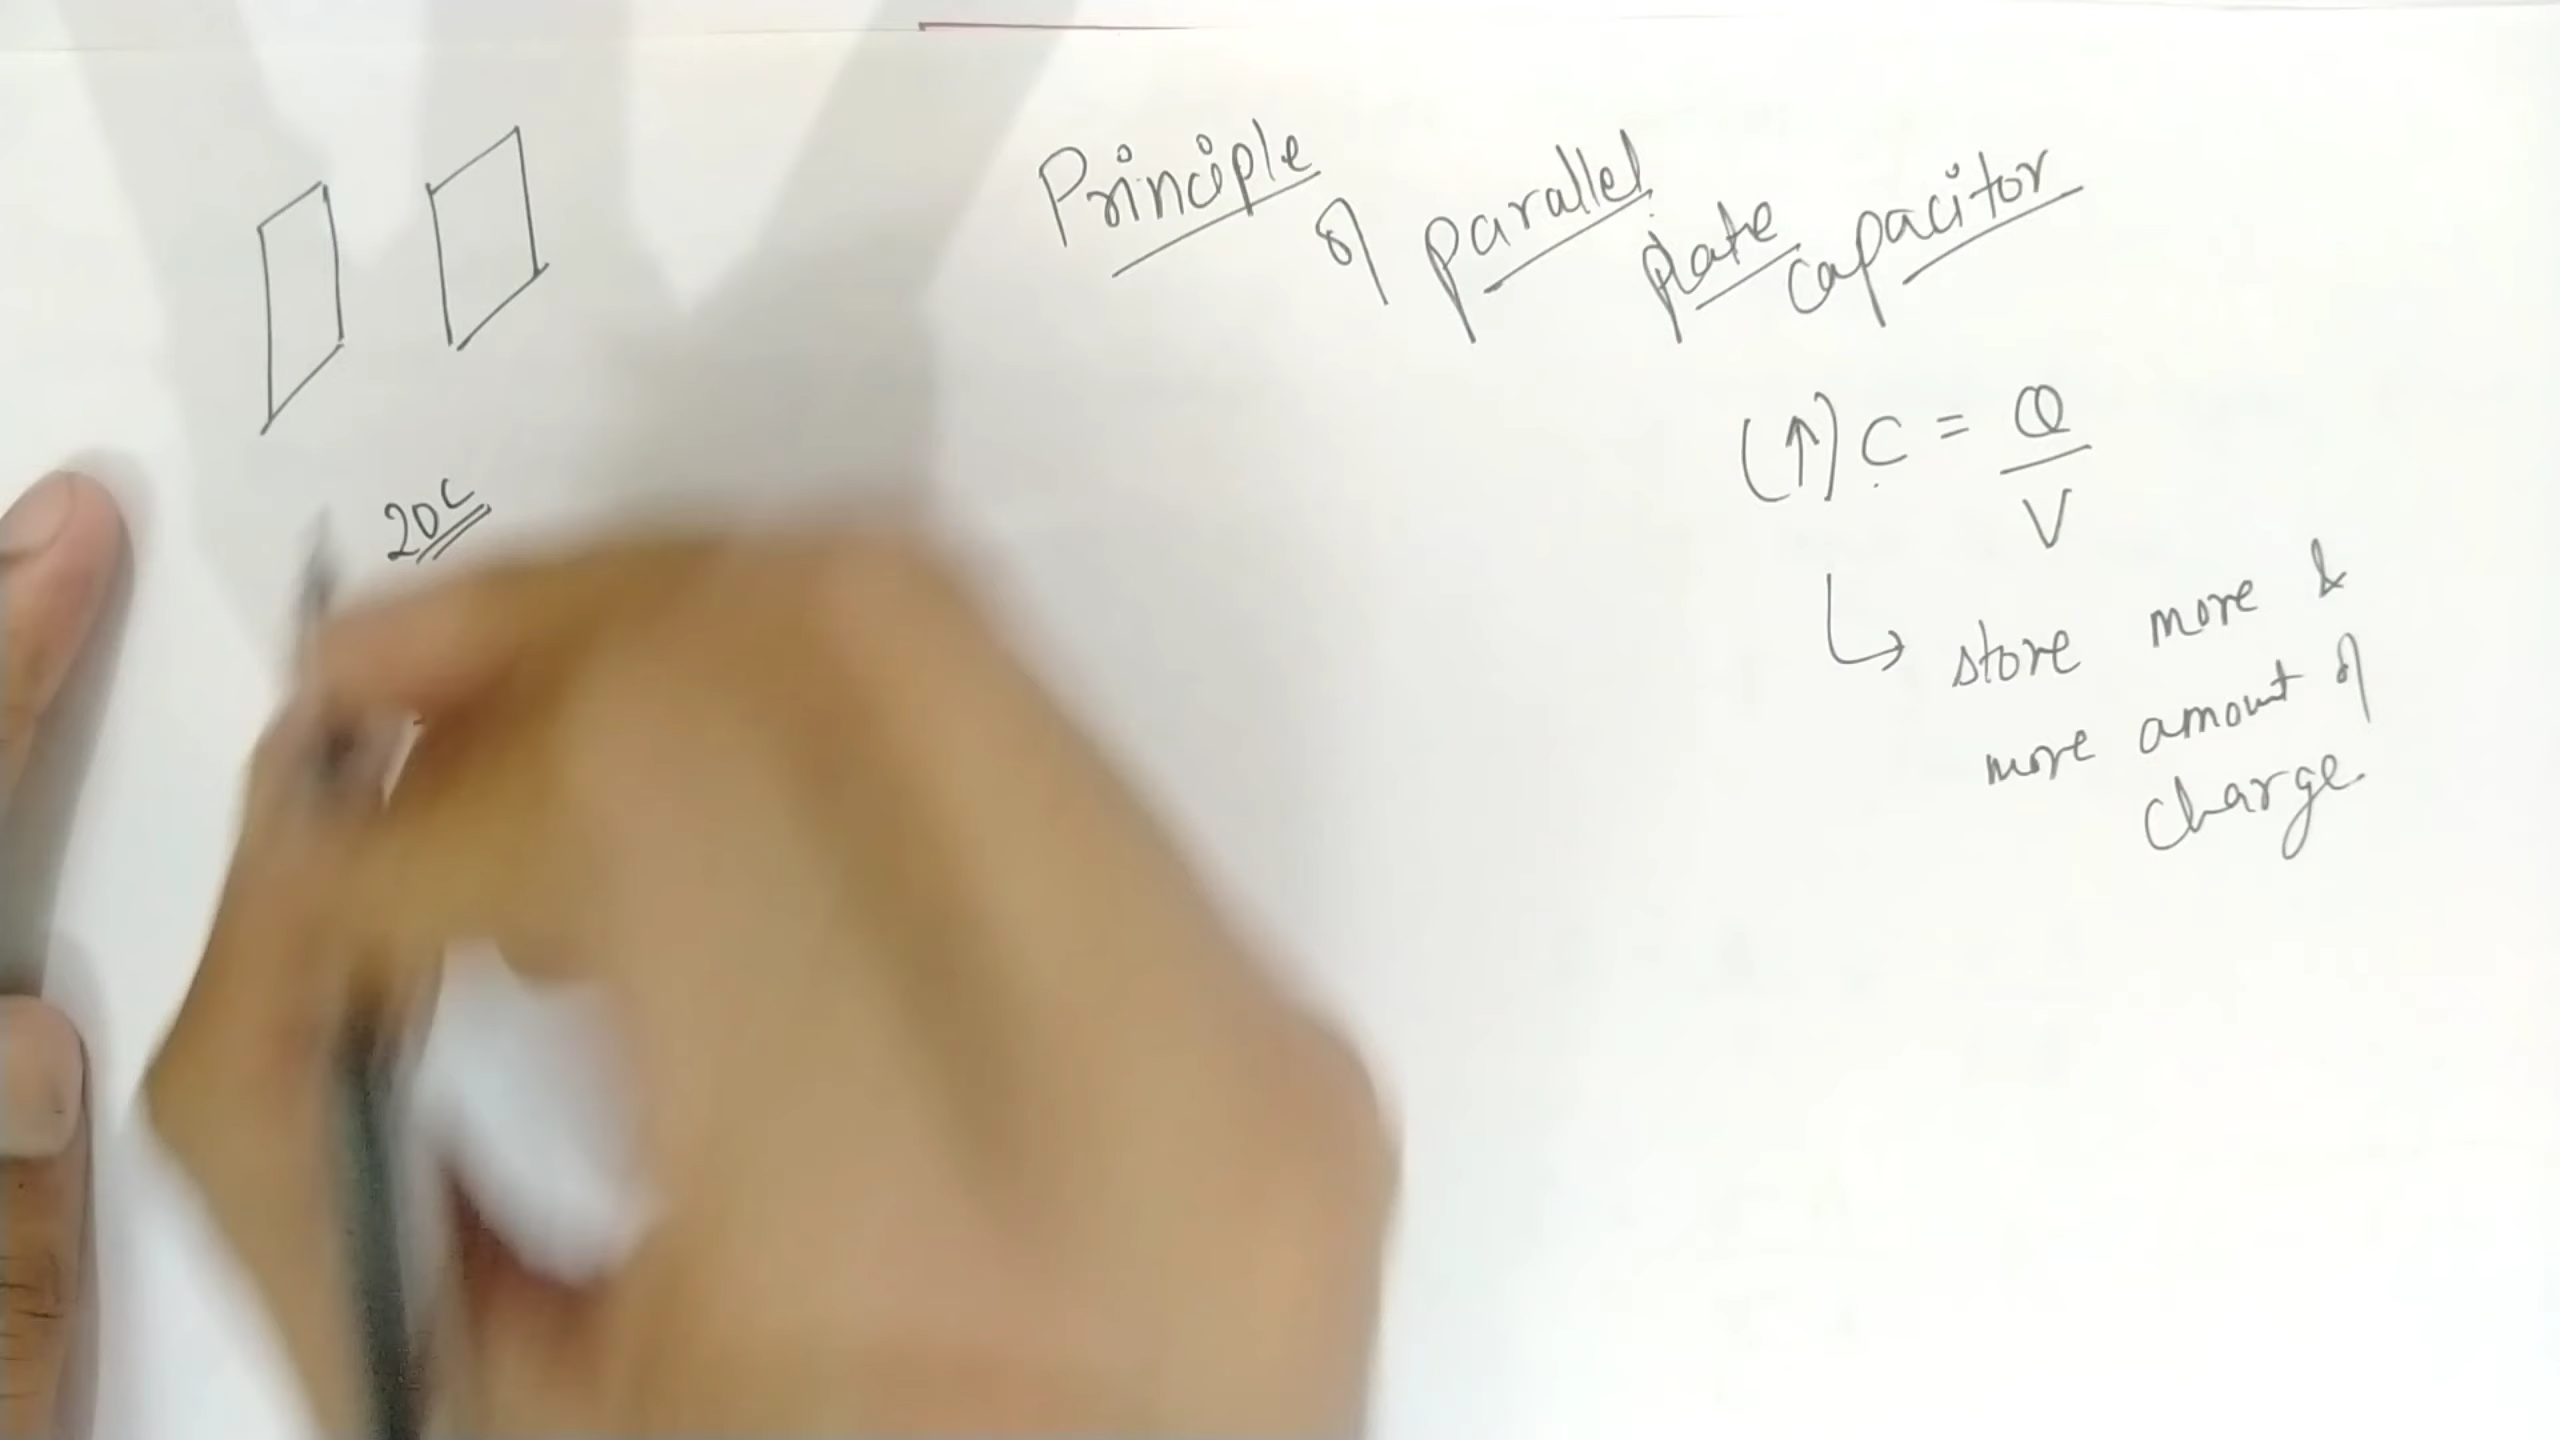 Principle of parallel plate capacitor
(↑) C = Q
V
↳ store more &
more amount of
charge
20C